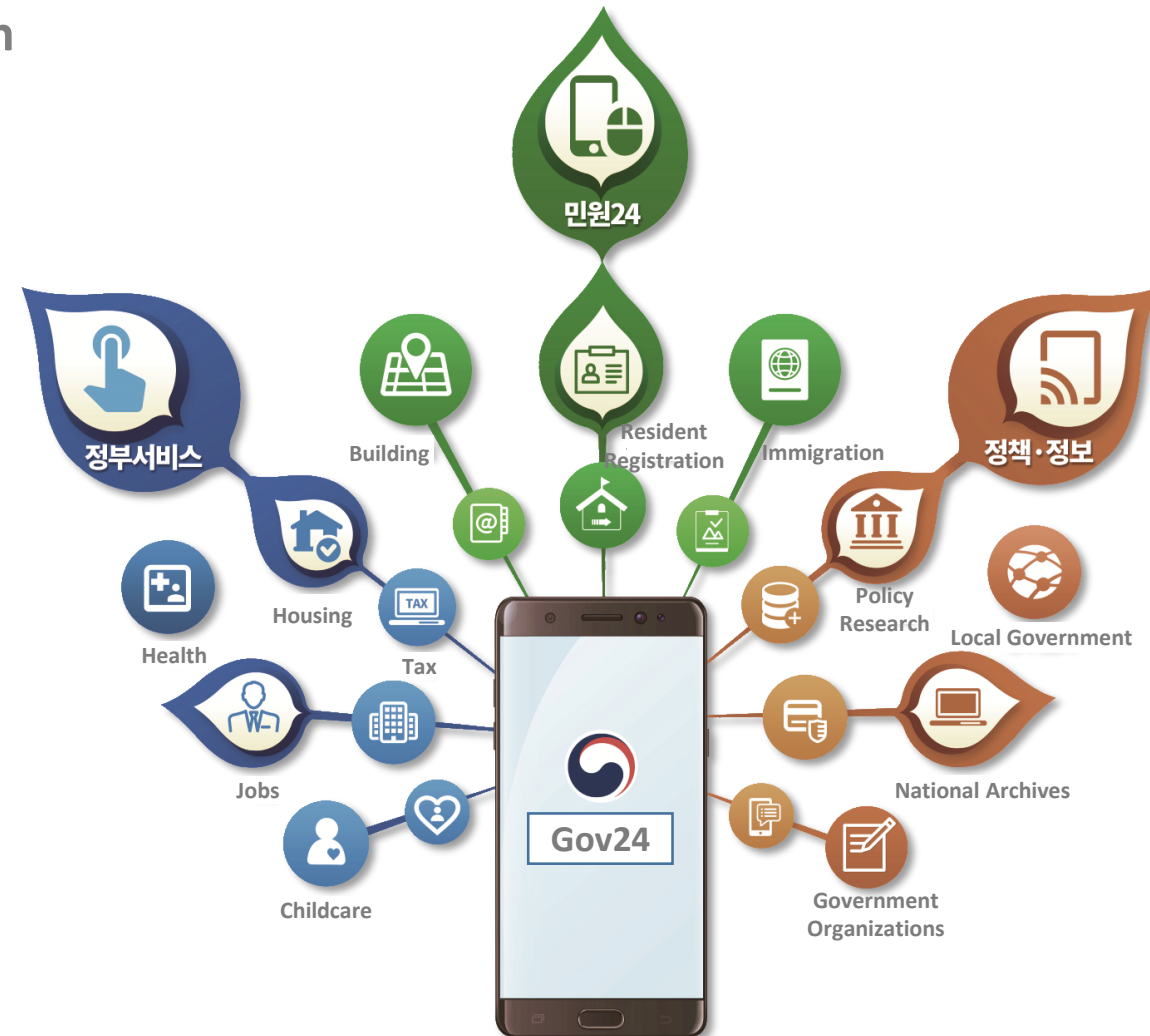 n
민원24
정부서비스
정책·정보
Building
Resident
Registration
Immigration
Housing
Health
TAX
Tax
Policy
Research
Local Government
Jobs
National Archives
Childcare
Gov24
Government
Organizations
@